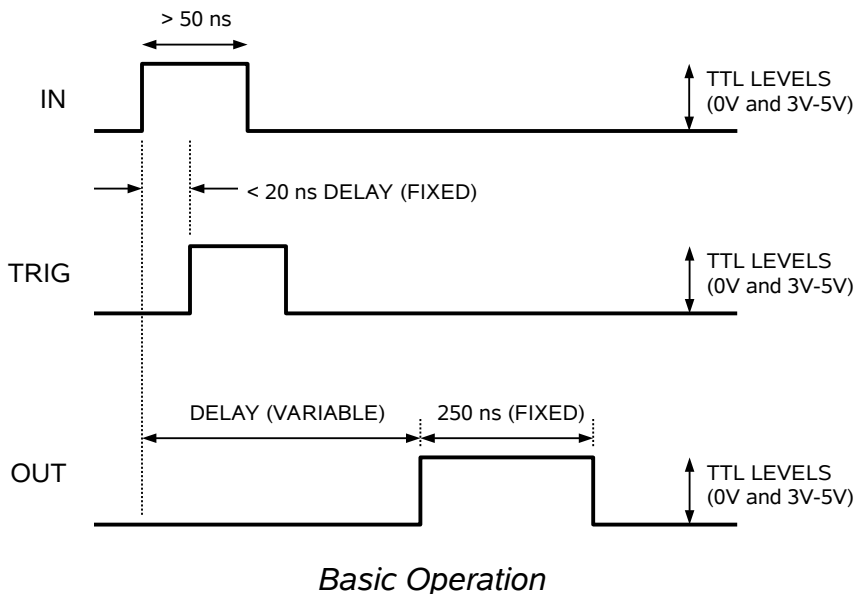 > 50 ns
IN
TTL LEVELS
(0V and 3V-5V)
< 20 ns DELAY (FIXED)
TRIG
TTL LEVELS
(0V and 3V-5V)
DELAY (VARIABLE)
250 ns (FIXED)
OUT
TTL LEVELS
(0V and 3V-5V)
Basic Operation